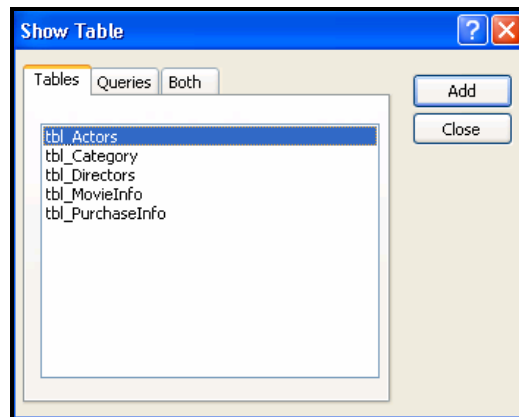 Show Table
?
Tables Queries Both
tbl_Actors
tbl_Category
tbl_Directors
tbl_MovieInfo
tbl_PurchaseInfo
Add
Close